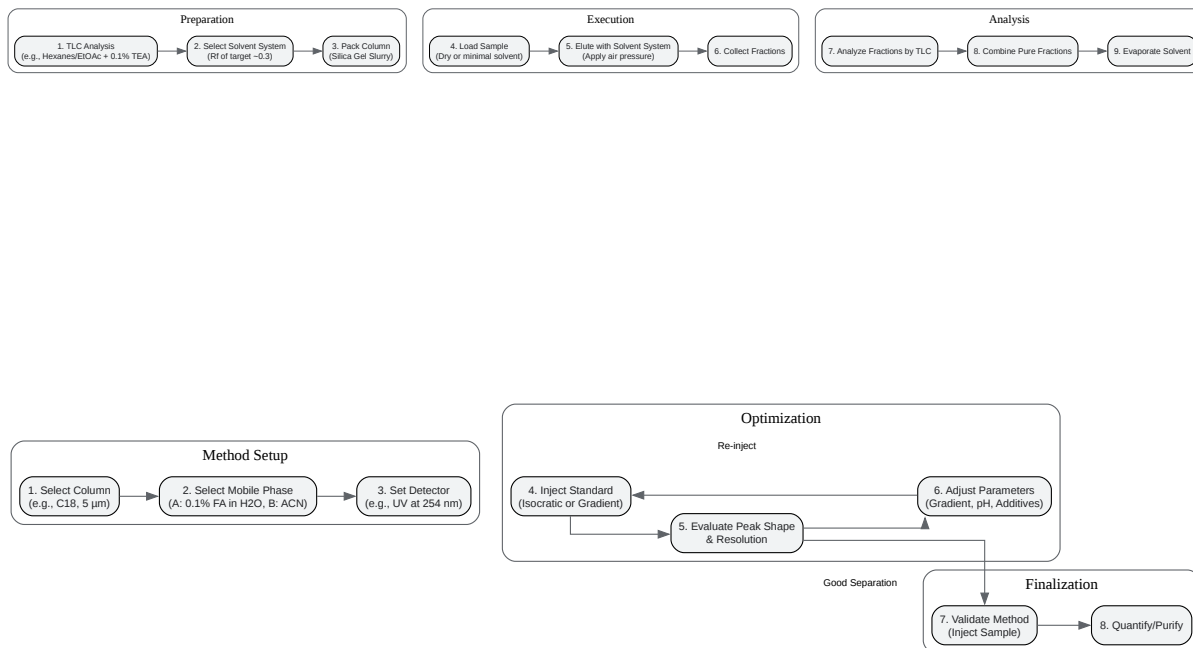 Preparation
1. TLC Analysis
(e.g., Hexanes/EtOAc + 0.1% TEA)
2. Select Solvent System
(Rf of target ~0.3)
3. Pack Column
(Silica Gel Slurry)
Execution
4. Load Sample
(Dry or minimal solvent)
5. Elute with Solvent System
(Apply air pressure)
6. Collect Fractions
Analysis
7. Analyze Fractions by TLC
8. Combine Pure Fractions
9. Evaporate Solvent
Method Setup
1. Select Column
(e.g., C18, 5 µm)
2. Select Mobile Phase
(A: 0.1% FA in H2O, B: ACN)
3. Set Detector
(e.g., UV at 254 nm)
Optimization
Re-inject
4. Inject Standard
(Isocratic or Gradient)
5. Evaluate Peak Shape
& Resolution
6. Adjust Parameters
(Gradient, pH, Additives)
Good Separation
Finalization
7. Validate Method
(Inject Sample)
8. Quantify/Purify